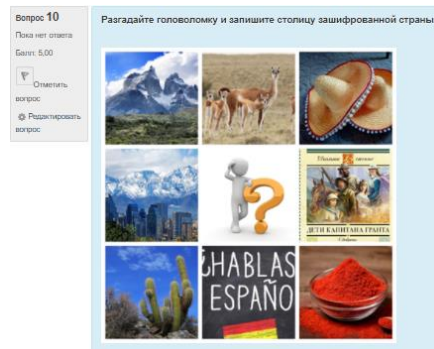 Вопрос 10
Пока нет ответа
Балл: 5,00
Отметить
вопрос
Редактировать
вопрос
Разгадайте головоломку и запишите столицу зашифрованной страны
ДЕТИ КАПИТАНА ГРАНТА
¿HABLAS
ESPAÑO